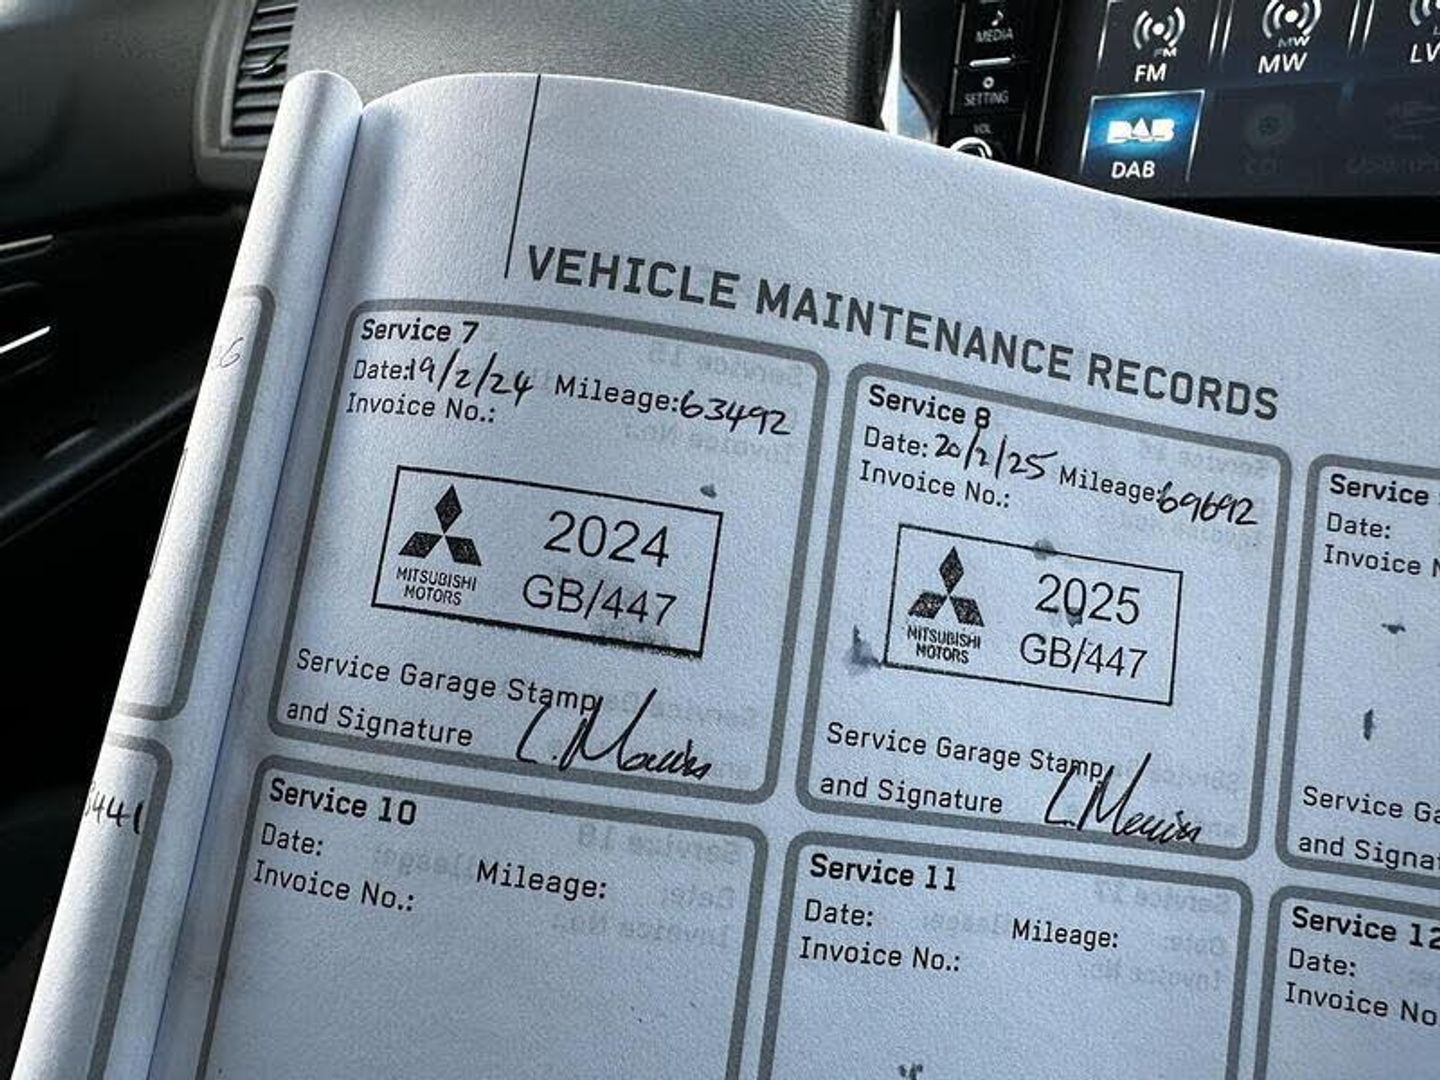 MEDIA
SETTING
VOL
FM
MW
DAB
DAB
VEHICLE MAINTENANCE RECORDS
Service 7
Date: 19/2/24 Mileage: 63492
Invoice No.:
MITSUBISHI
MOTORS
2024
GB/447
Service Garage Stamp
and Signature
Service 8
Date: 20/2/25 Mileage: 69692
Invoice No.:
MITSUBISHI
MOTORS
2025
GB/447
Service Garage Stamp
and Signature
Service
Date:
Invoice
Service
and
Service 10
Date: Mileage:
Invoice No.:
Service 11
Date: Mileage:
Invoice No.:
Service 12
Date:
Invoice No